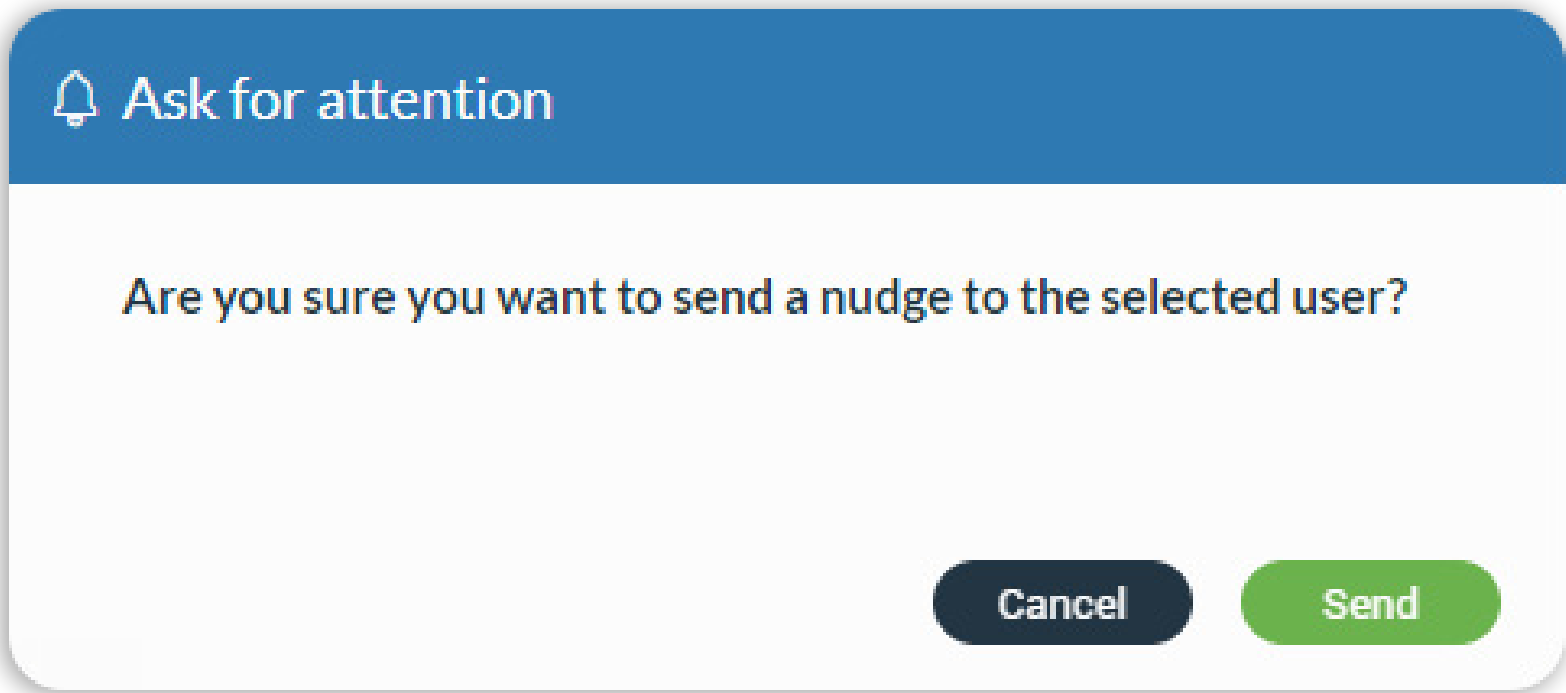 Ask for attention
Are you sure you want to send a nudge to the selected user?
Cancel Send